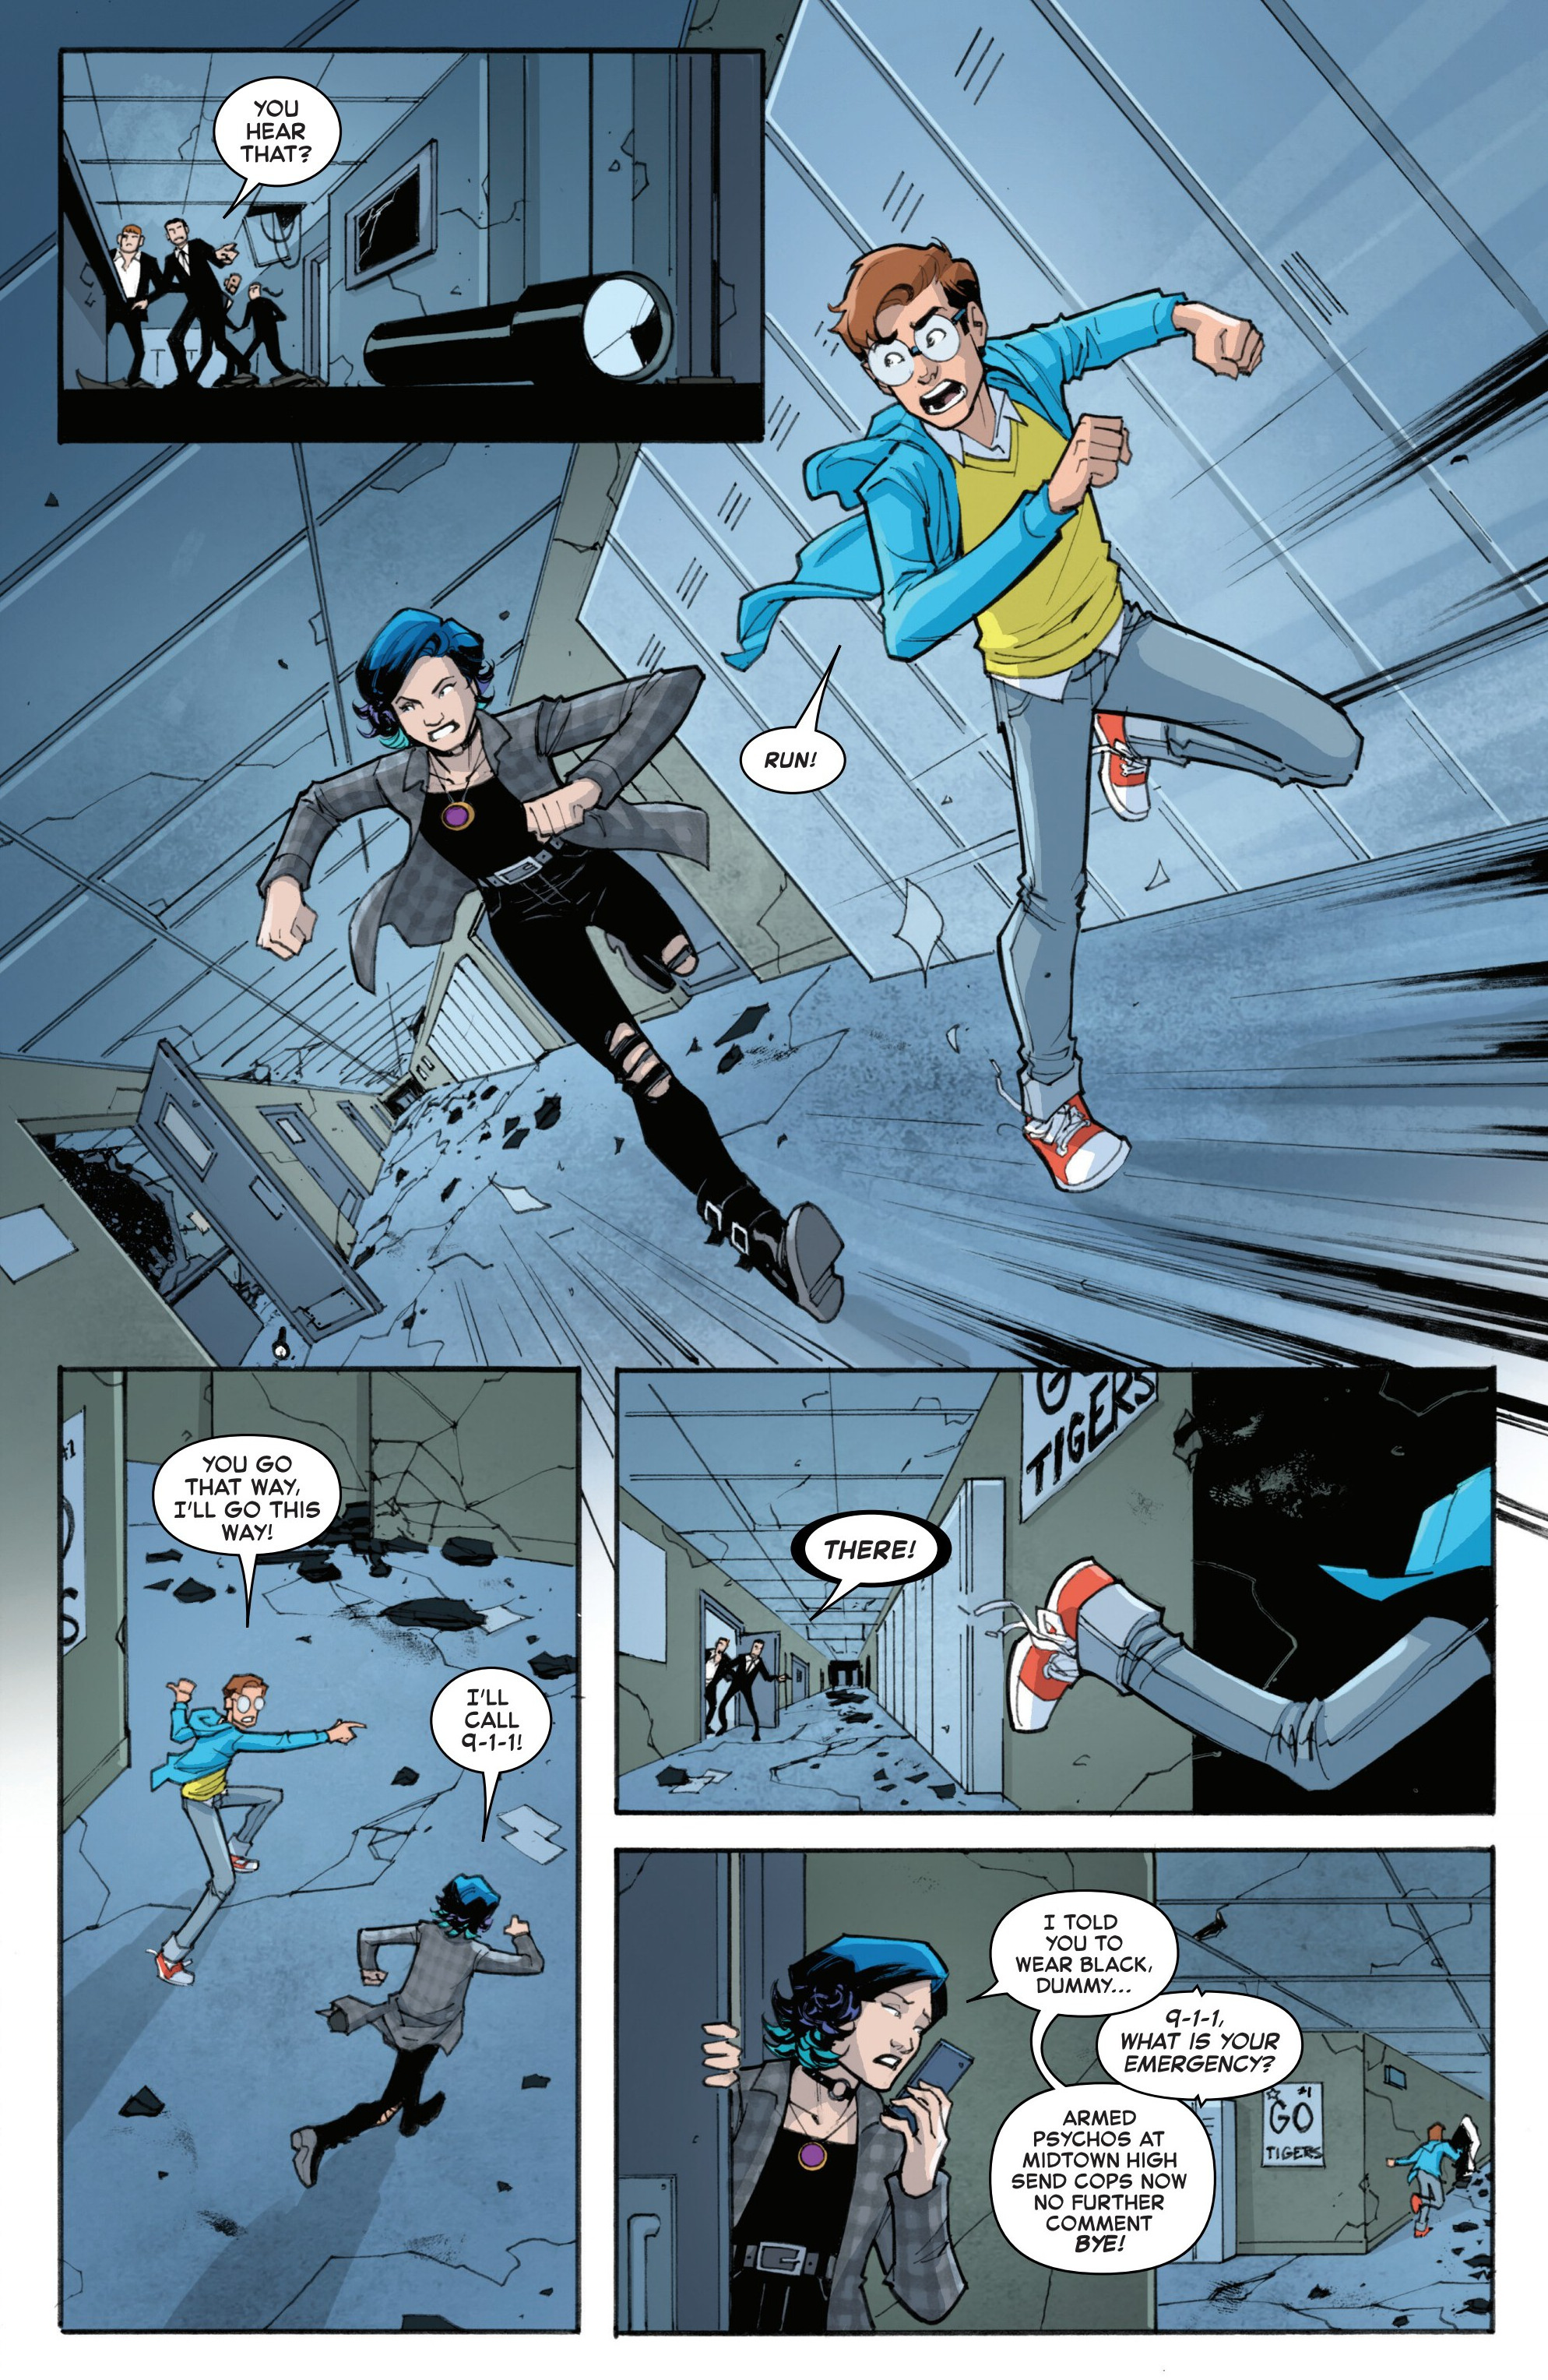 YOU
HEAR
THAT?
RUN!
#1
S
YOU GO
THAT WAY,
I'LL GO THIS
WAY!
I'LL
CALL
9-1-1!
TIGERS
THERE!
I TOLD
YOU TO
WEAR BLACK,
DUMMY...
9-1-1,
WHAT IS YOUR
EMERGENCY?
ARMED
PSYCHOS AT
MIDTOWN HIGH
SEND COPS NOW
NO FURTHER
COMMENT
BYE!
#1
GO
TIGERS